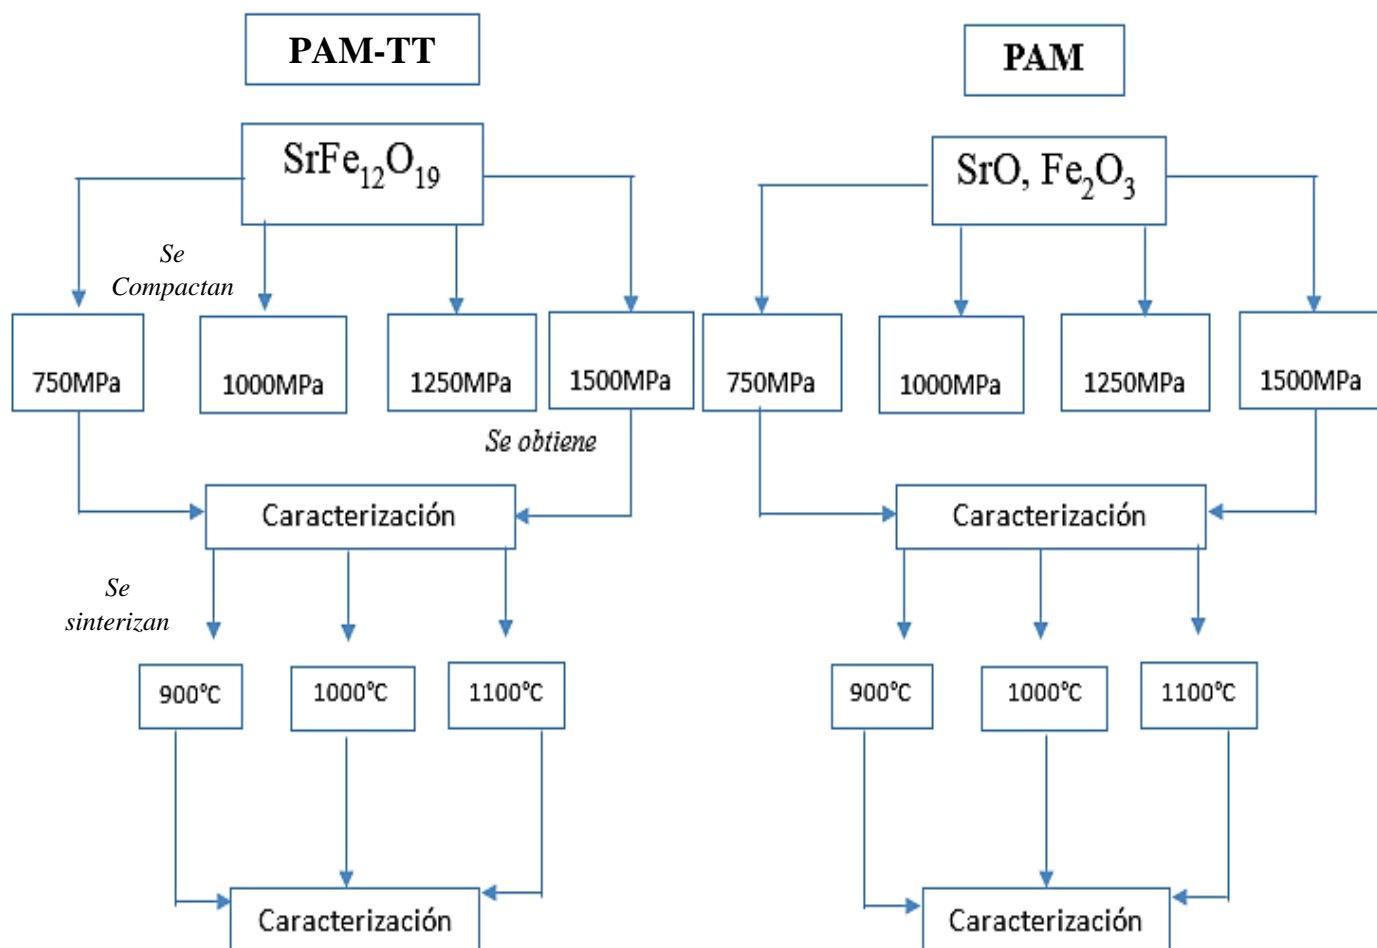 PAM-TT
PAM
SrFe₁₂O₁₉
SrO, Fe₂O₃
Se
Compactan
750MPa
1000MPa
1250MPa
1500MPa
750MPa
1000MPa
1250MPa
1500MPa
Se obtiene
Caracterización
Caracterización
Se
sinterizan
900°C
1000°C
1100°C
900°C
1000°C
1100°C
Caracterización
Caracterización